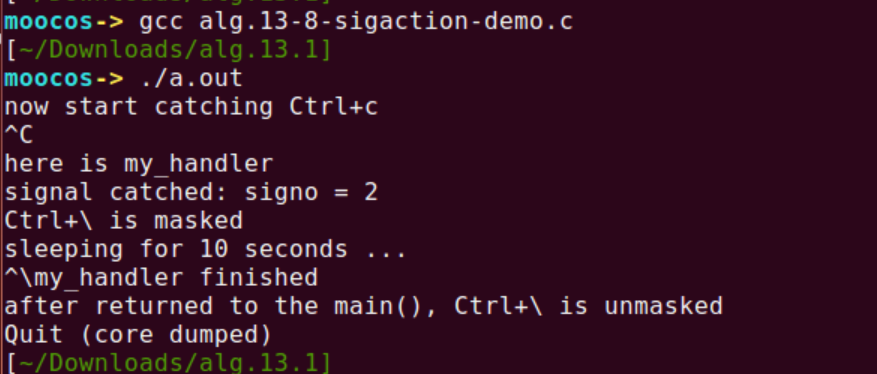 moocos-> gcc alg.13-8-sigaction-demo.c
[~/Downloads/alg.13.1]
moocos-> ./a.out
now start catching Ctrl+c
^C
here is my_handler
signal catched: signo = 2
Ctrl+\ is masked
sleeping for 10 seconds ...
^\my_handler finished
after returned to the main(), Ctrl+\ is unmasked
Quit (core dumped)
[~/Downloads/alg.13.1]